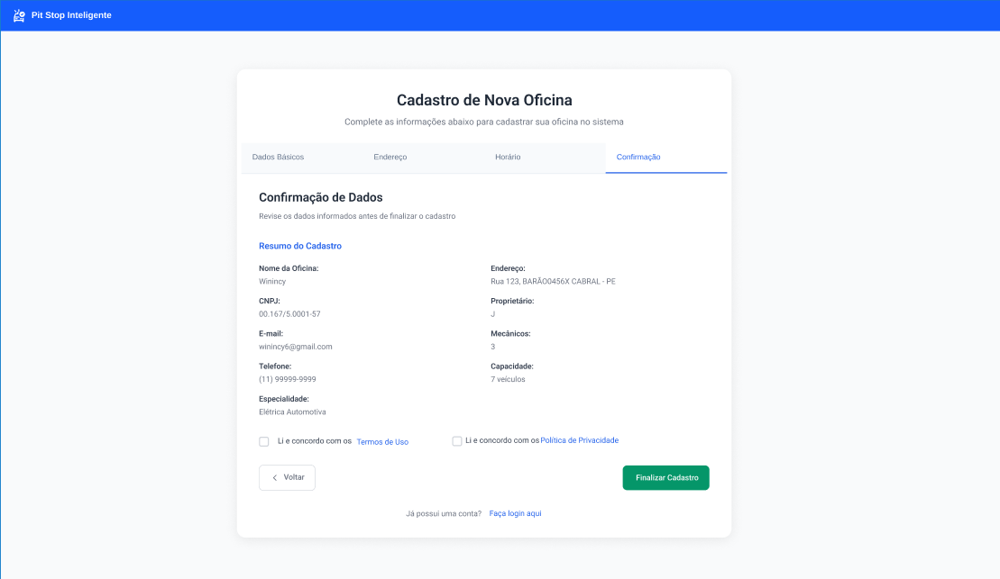 Pit Stop Inteligente
Cadastro de Nova Oficina
Complete as informações abaixo para cadastrar sua oficina no sistema
Dados Básicos
Endereço
Horário
Confirmação
Confirmação de Dados
Revise os dados informados antes de finalizar o cadastro
Resumo do Cadastro
Nome da Oficina:
Winincy
Endereço:
Rua 123, BARÃO0456X CABRAL - PE
CNPJ:
00.167/5.0001-57
Proprietário:
J
E-mail:
winincy6@gmail.com
Mecânicos:
3
Telefone:
(11) 99999-9999
Capacidade:
7 veículos
Especialidade:
Elétrica Automotiva
Li e concordo com os Termos de Uso
Li e concordo com os Política de Privacidade
Voltar
Finalizar Cadastro
Já possui uma conta? Faça login aqui